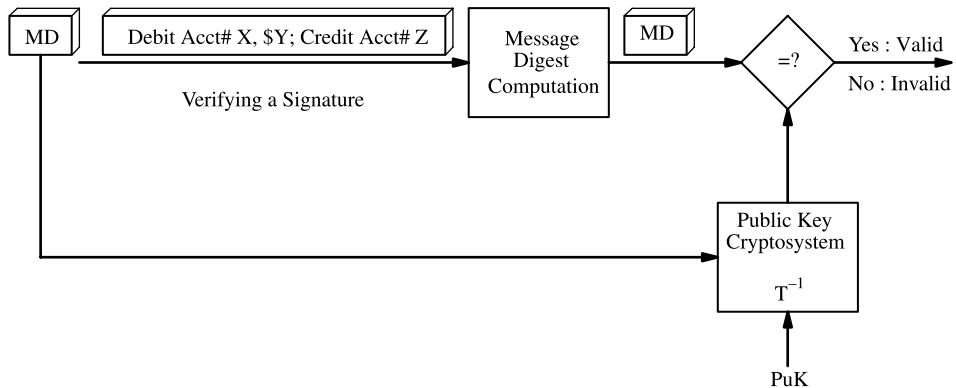 MD
Debit Acct# X, $Y; Credit Acct# Z
Verifying a Signature
Message
Digest
Computation
MD
=?
Yes : Valid
No : Invalid
Public Key
Cryptosystem
T⁻¹
PuK